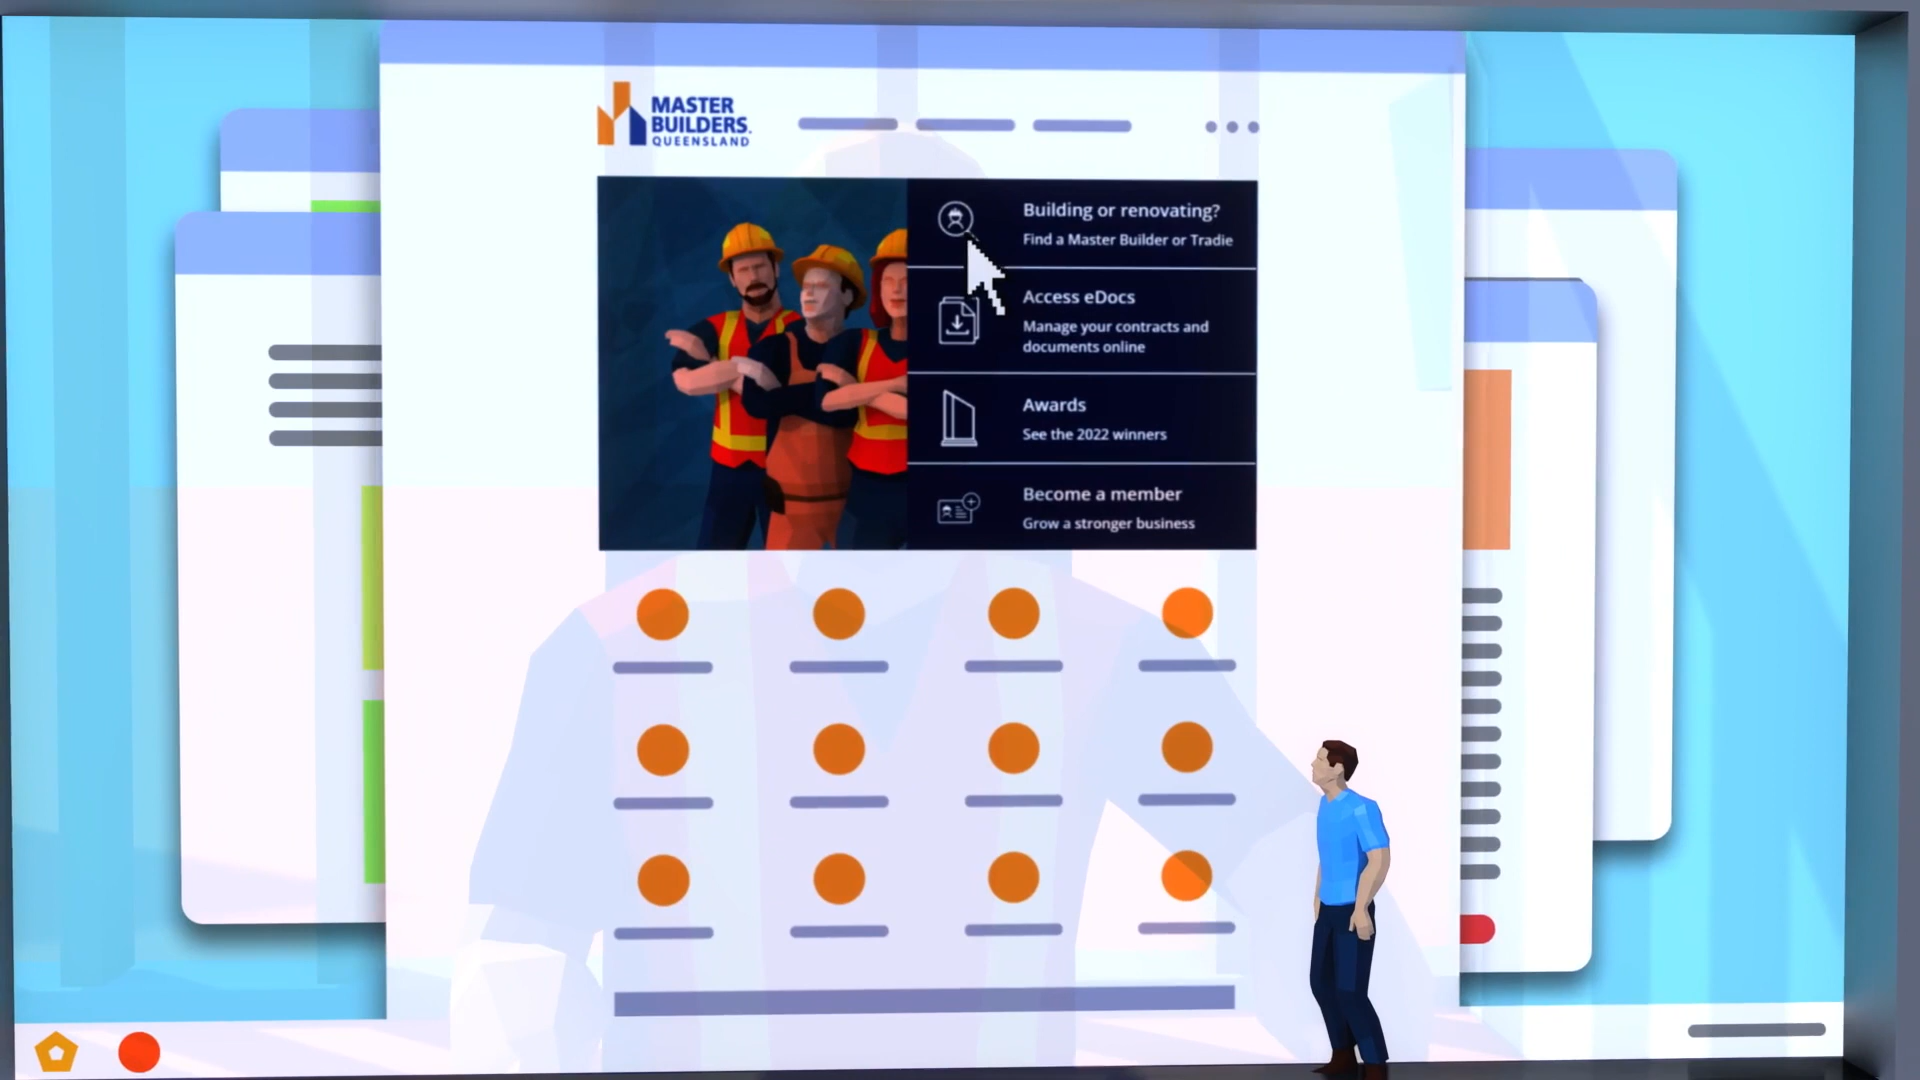 MASTER
BUILDERS.
QUEENSLAND
Building or renovating?
Find a Master Builder or Tradie
Access eDocs
Manage your contracts and
documents online
Awards
See the 2022 winners
Become a member
Grow a stronger business